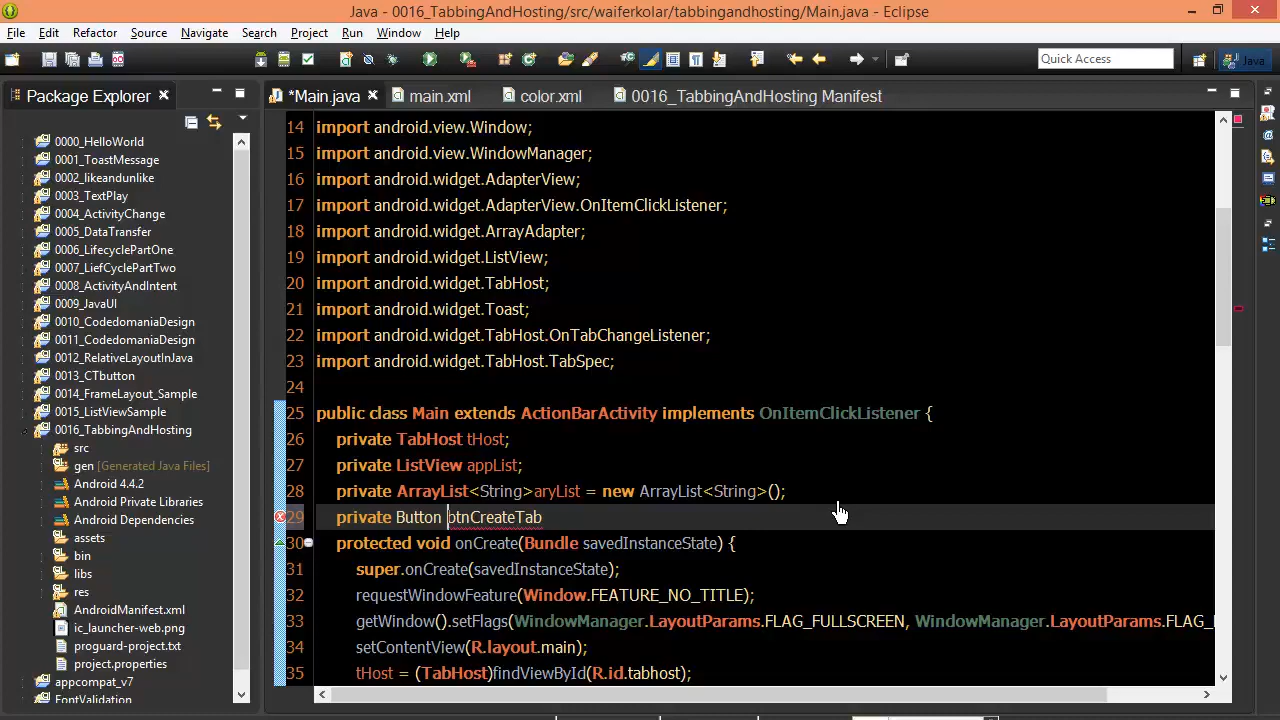 Java - 0016_TabbingAndHosting/src/waiferkolar/tabbingandhosting/Main.java - Eclipse
File Edit Refactor Source Navigate Search Project Run Window Help
Quick Access
Java
Package Explorer
*Main.java
main.xml
color.xml
0016_TabbingAndHosting Manifest
0000_HelloWorld
0001_ToastMessage
0002_likeandunlike
0003_TextPlay
0004_ActivityChange
0005_DataTransfer
0006_LifecyclePartOne
0007_LiefCyclePartTwo
0008_ActivityAndIntent
0009_JavaUI
0010_CodedomaniaDesign
0011_CodedomaniaDesign
0012_RelativeLayoutInJava
0013_CTbutton
0014_FrameLayout_Sample
0015_ListViewSample
0016_TabbingAndHosting
src
gen [Generated Java Files]
Android 4.4.2
Android Private Libraries
Android Dependencies
assets
bin
libs
res
AndroidManifest.xml
ic_launcher-web.png
proguard-project.txt
project.properties
appcompat_v7
FontValidation
14 import android.view.Window;
15 import android.view.WindowManager;
16 import android.widget.AdapterView;
17 import android.widget.AdapterView.OnItemClickListener;
18 import android.widget.ArrayAdapter;
19 import android.widget.ListView;
20 import android.widget.TabHost;
21 import android.widget.Toast;
22 import android.widget.TabHost.OnTabChangeListener;
23 import android.widget.TabHost.TabSpec;
24
25 public class Main extends ActionBarActivity implements OnItemClickListener {
26 private TabHost tHost;
27 private ListView appList;
28 private ArrayList<String>aryList = new ArrayList<String>();
29 private Button btnCreateTab
30 protected void onCreate(Bundle savedInstanceState) {
31 super.onCreate(savedInstanceState);
32 requestWindowFeature(Window.FEATURE_NO_TITLE);
33 getWindow().setFlags(WindowManager.LayoutParams.FLAG_FULLSCREEN, WindowManager.LayoutParams.FLAG_F
34 setContentView(R.layout.main);
35 tHost = (TabHost)findViewById(R.id.tabhost);